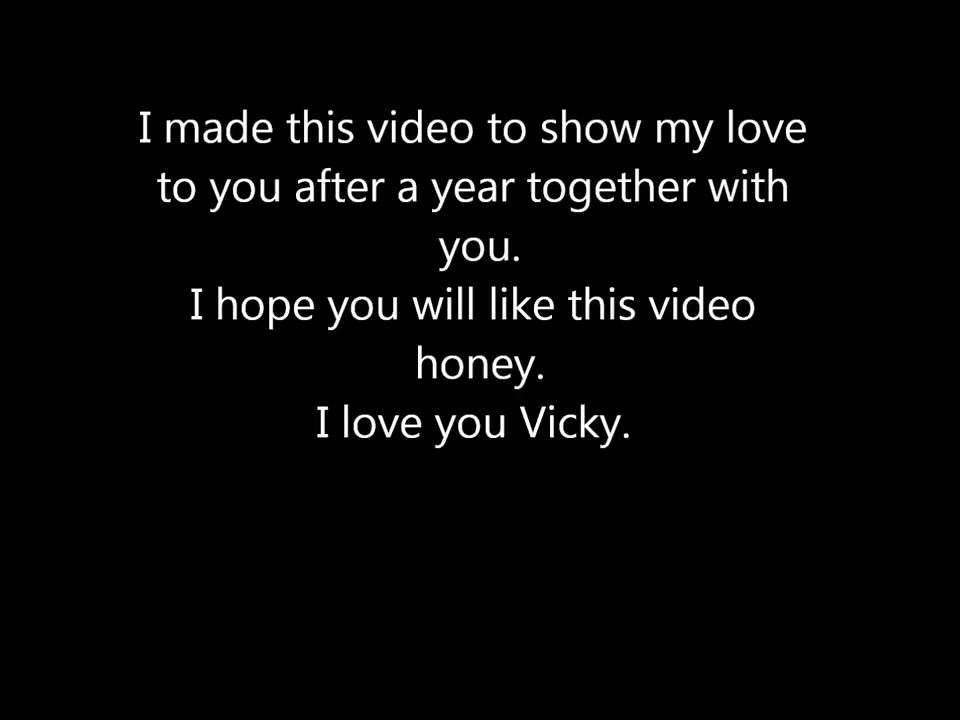 I made this video to show my love
to you after a year together with
you.
I hope you will like this video
honey.
I love you Vicky.